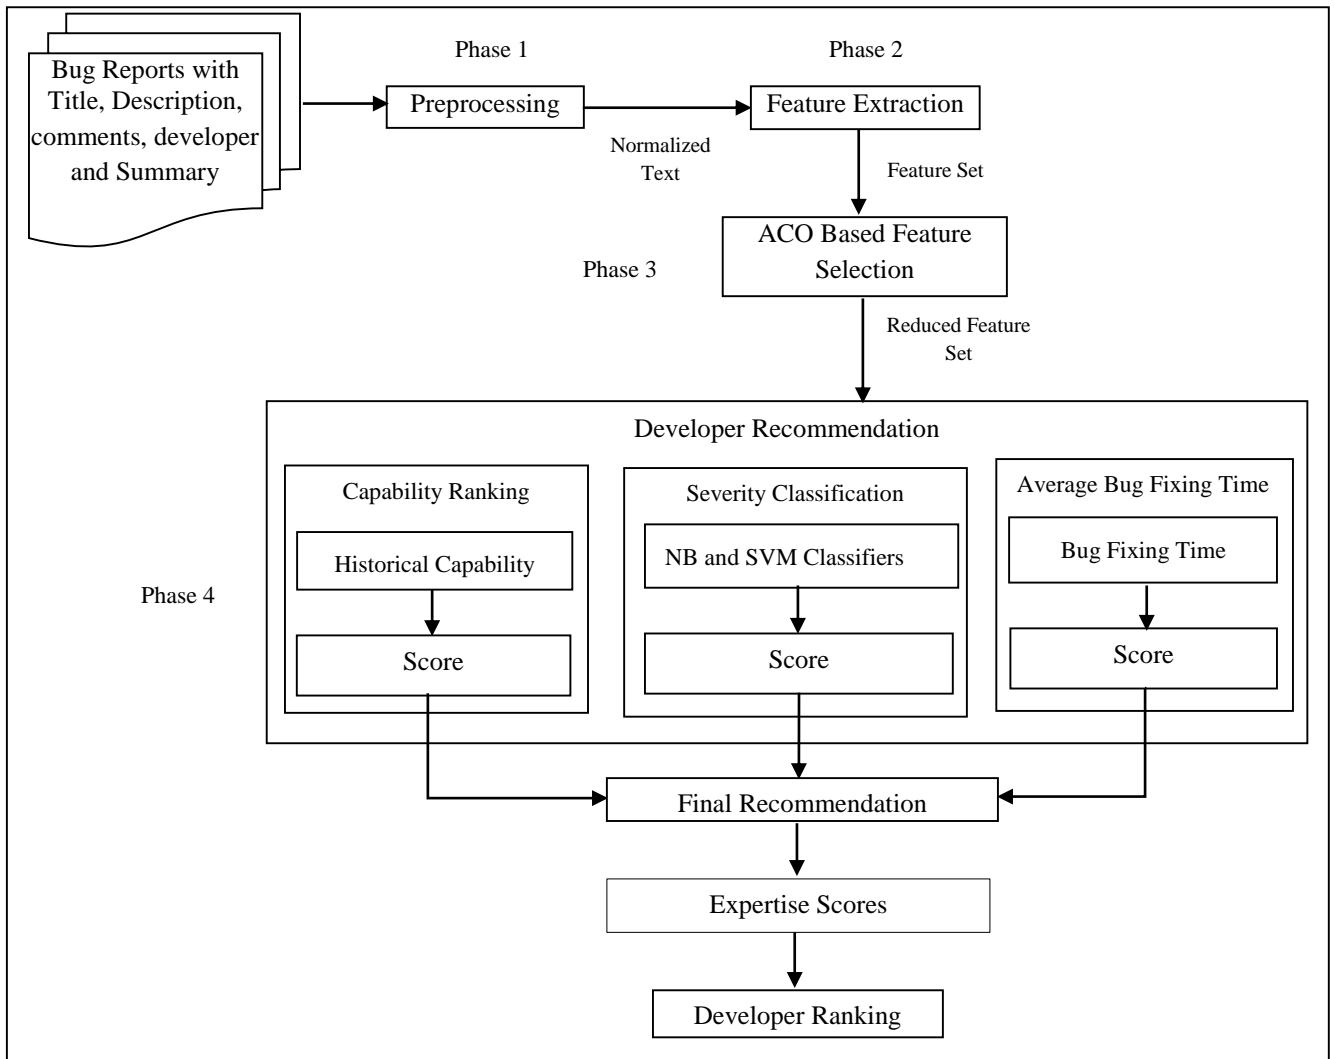 Phase 1
Phase 2
Bug Reports with
Title, Description,
comments, developer
and Summary
Preprocessing
Feature Extraction
Normalized
Text
Feature Set
ACO Based Feature
Selection
Phase 3
Reduced Feature
Set
Developer Recommendation
Capability Ranking
Severity Classification
Average Bug Fixing Time
Historical Capability
NB and SVM Classifiers
Bug Fixing Time
Phase 4
Score
Score
Score
Final Recommendation
Expertise Scores
Developer Ranking